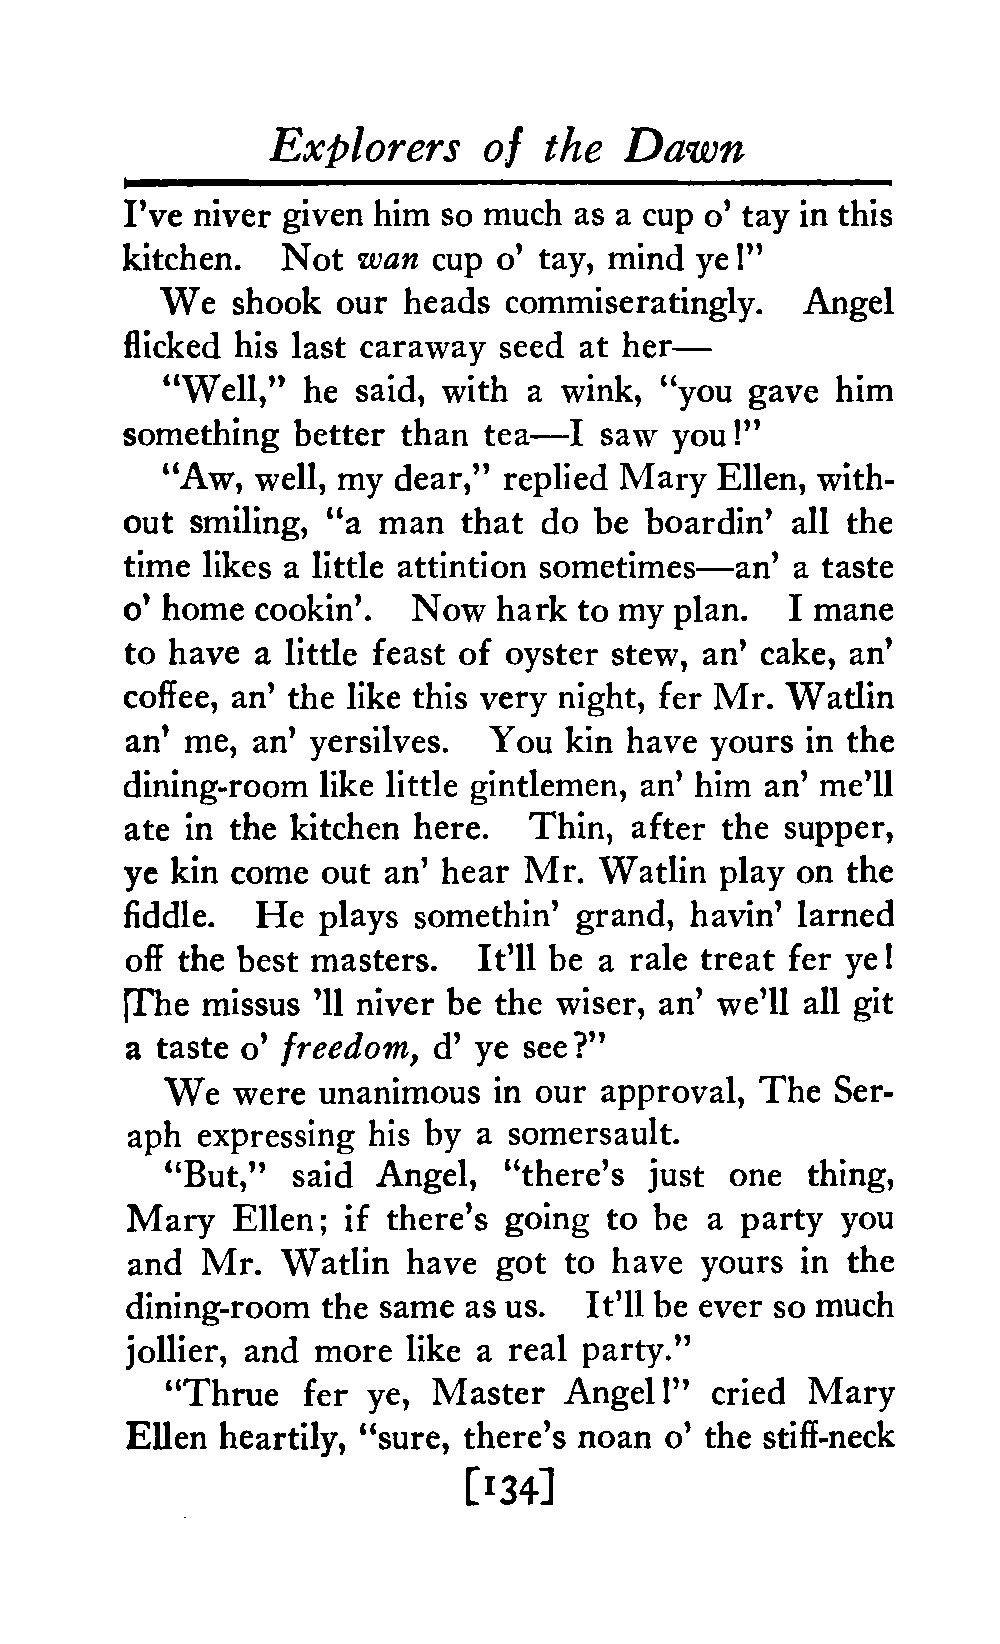 Explorers of the Dawn
I've niver given him so much as a cup o' tay in this
kitchen. Not wan cup o' tay, mind ye!"
We shook our heads commiseratingly. Angel
flicked his last caraway seed at her—
"Well," he said, with a wink, "you gave him
something better than tea—I saw you!"
"Aw, well, my dear," replied Mary Ellen, with-
out smiling, "a man that do be boardin' all the
time likes a little attintion sometimes—an' a taste
o' home cookin'. Now hark to my plan. I mane
to have a little feast of oyster stew, an' cake, an'
coffee, an' the like this very night, fer Mr. Watlin
an' me, an' yersilves. You kin have yours in the
dining-room like little gintlemen, an' him an' me'll
ate in the kitchen here. Thin, after the supper,
ye kin come out an' hear Mr. Watlin play on the
fiddle. He plays somethin' grand, havin' larned
off the best masters. It'll be a rale treat fer ye!
The missus 'll niver be the wiser, an' we'll all git
a taste o' freedom, d' ye see?"
We were unanimous in our approval, The Ser-
aph expressing his by a somersault.
"But," said Angel, "there's just one thing,
Mary Ellen; if there's going to be a party you
and Mr. Watlin have got to have yours in the
dining-room the same as us. It'll be ever so much
jollier, and more like a real party."
"Thrue fer ye, Master Angel!" cried Mary
Ellen heartily, "sure, there's noan o' the stiff-neck
[134]